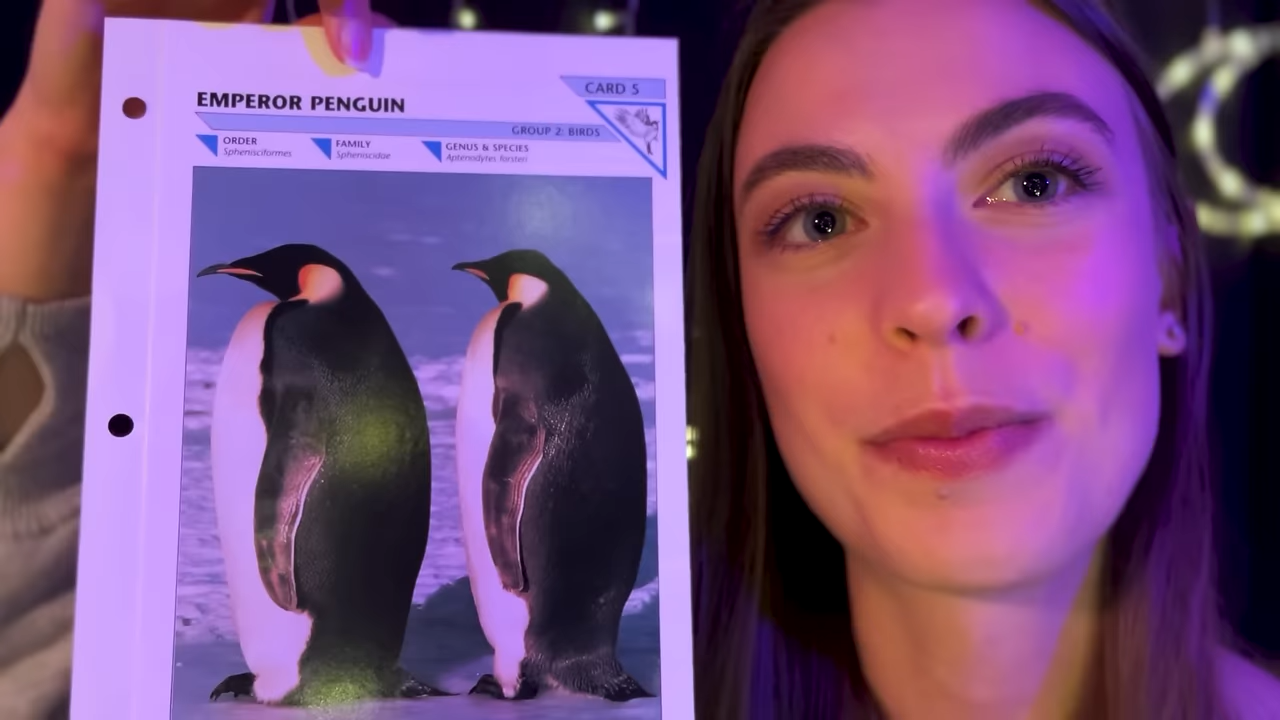 CARD 5
EMPEROR PENGUIN
GROUP 2: BIRDS
ORDER
Sphenisciformes
FAMILY
Spheniscidae
GENUS & SPECIES
Aptenodytes forsteri